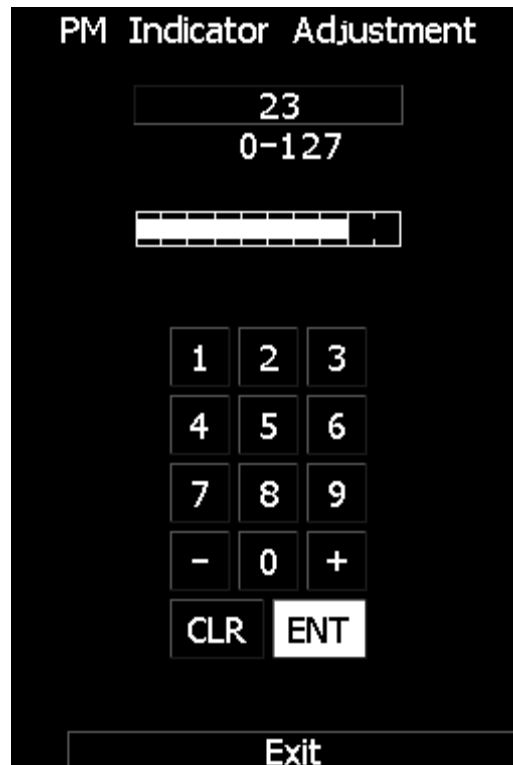 PM Indicator Adjustment
23
0-127
1 2 3
4 5 6
7 8 9
- 0 +
CLR ENT
Exit